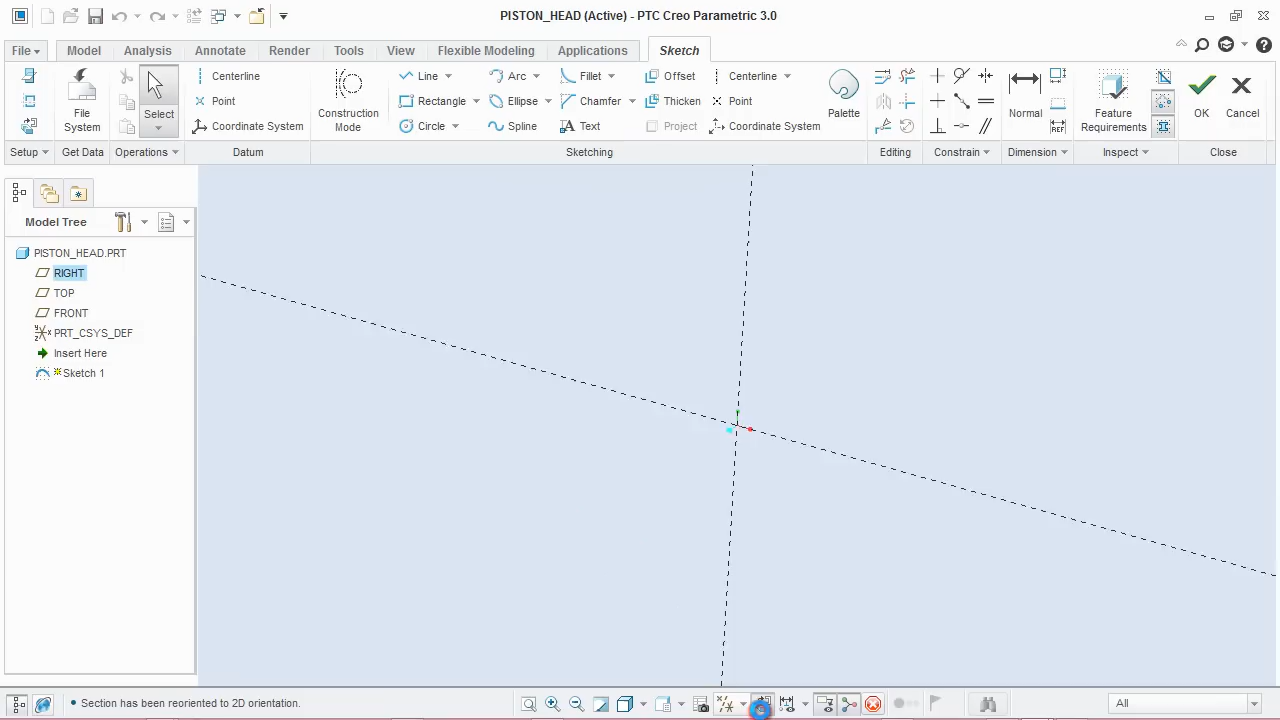 PISTON_HEAD (Active) - PTC Creo Parametric 3.0
File Model Analysis Annotate Render Tools View Flexible Modeling Applications Sketch
Centerline Line Arc Fillet Offset Centerline
Point Rectangle Ellipse Chamfer Thicken Point
File System Select Coordinate System Construction Mode Circle Spline Text Project Coordinate System Palette Normal Feature Requirements OK Cancel
REF
Setup Get Data Operations Datum Sketching Editing Constrain Dimension Inspect Close
Model Tree
PISTON_HEAD.PRT
RIGHT
TOP
FRONT
PRT_CSYS_DEF
Insert Here
Sketch 1
• Section has been reoriented to 2D orientation.
All